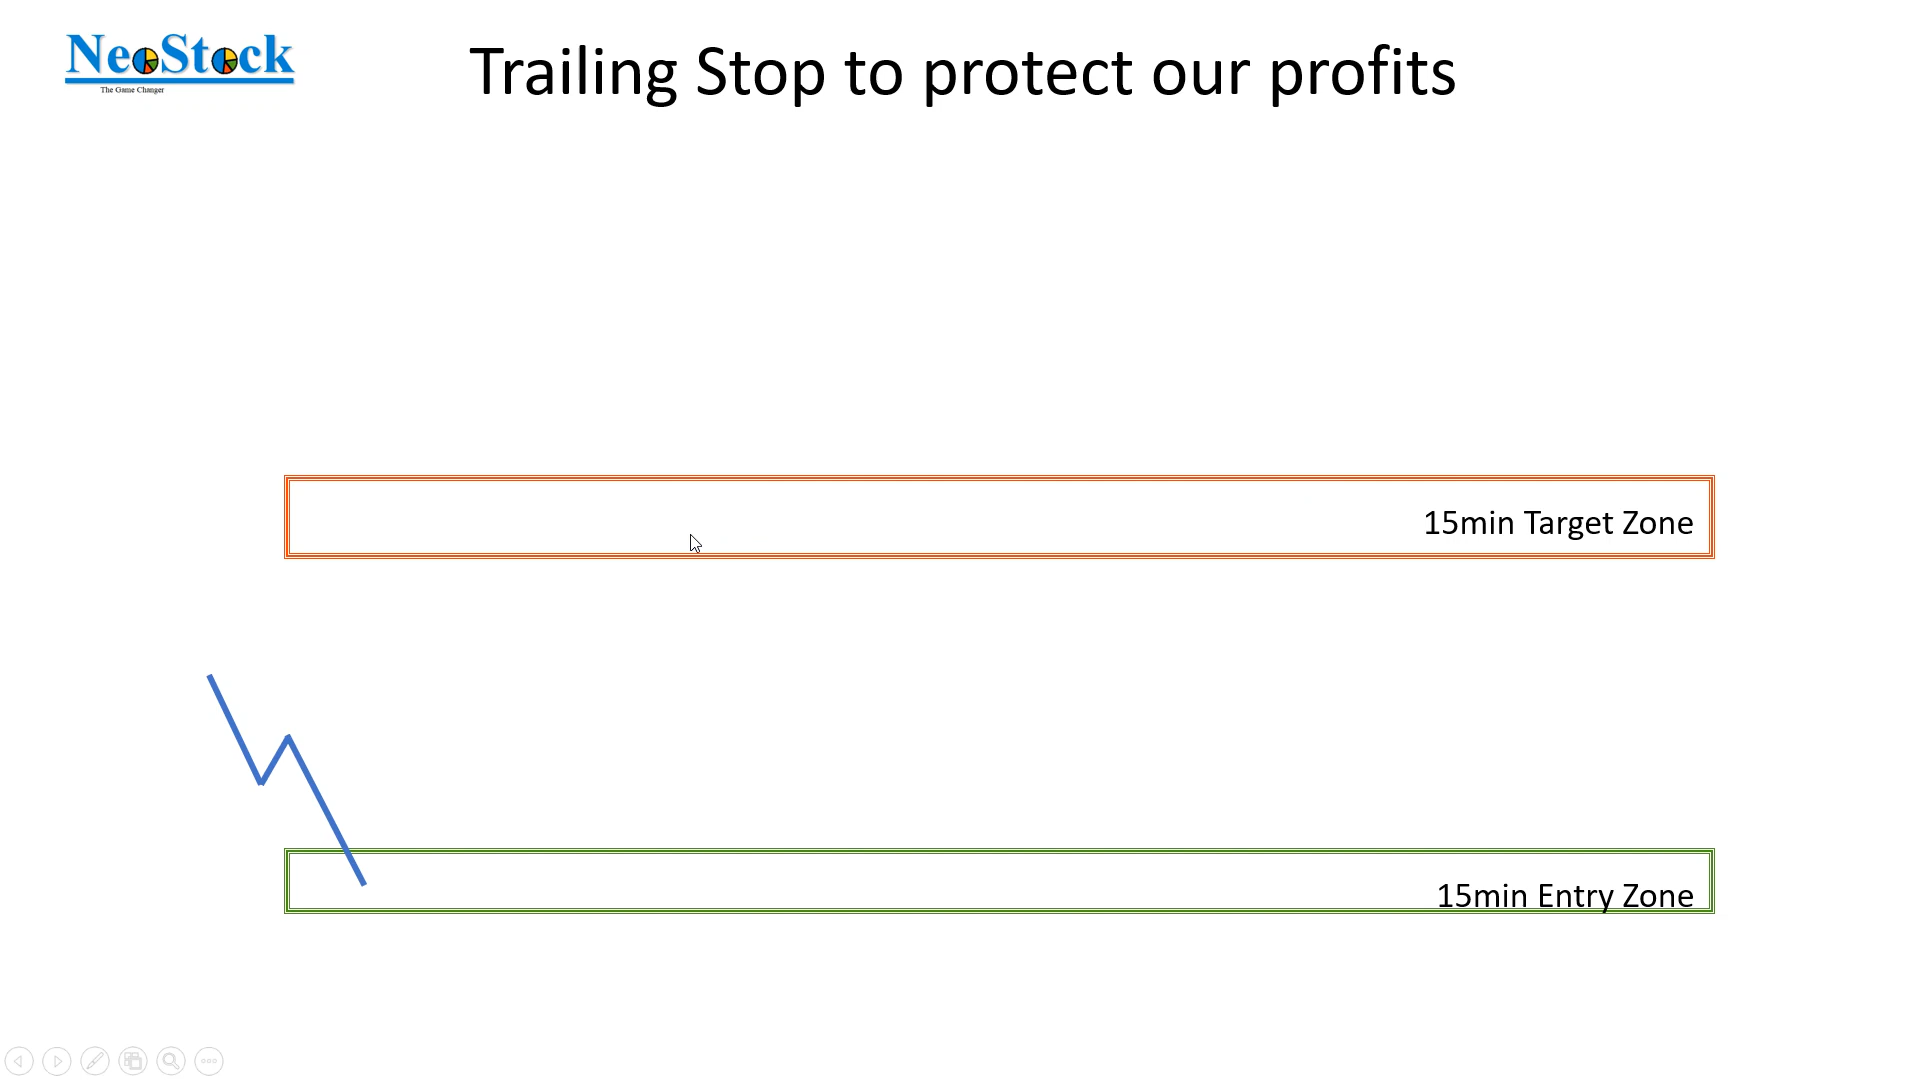 NeoStock
The Game Changer
Trailing Stop to protect our profits
15min Target Zone
15min Entry Zone